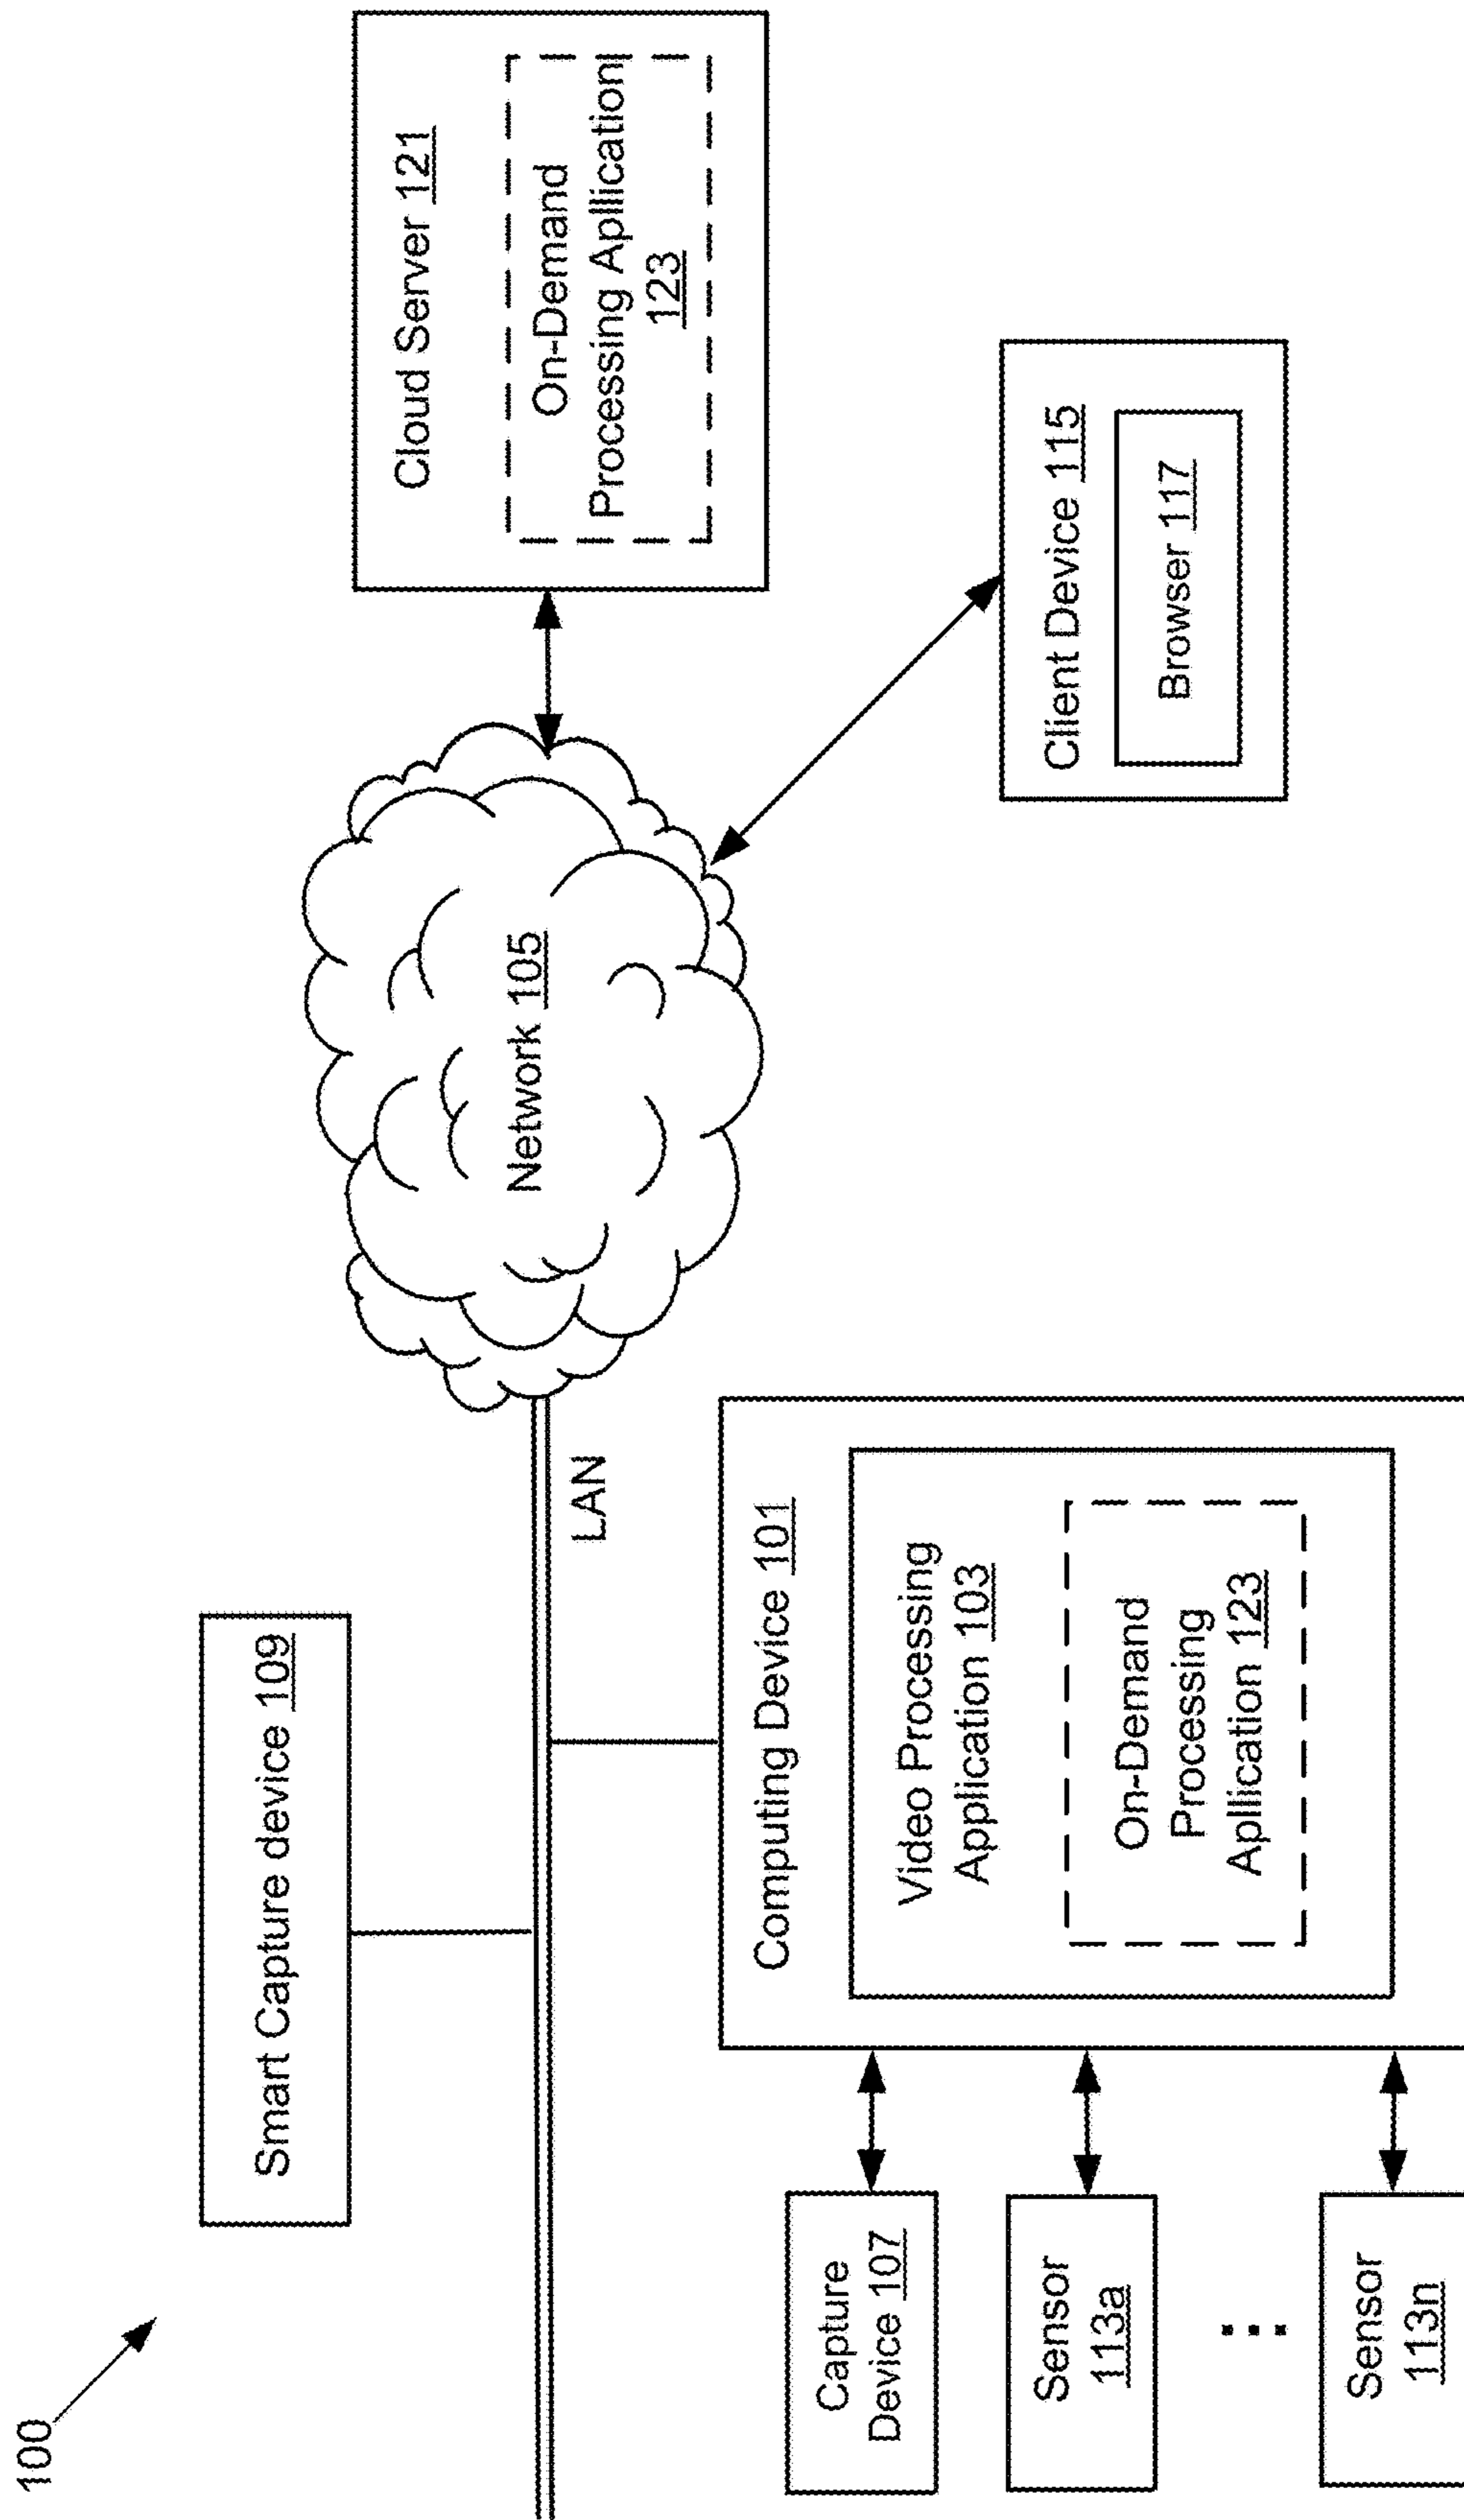 100
Smart Capture device 109
LAN
Network 105
Cloud Server 121
On-Demand
Processing Apllication
123
Client Device 115
Browser 117
Computing Device 101
Video Processing
Application 103
On-Demand
Processing
Apllication 123
Capture
Device 107
Sensor
113a
Sensor
113n